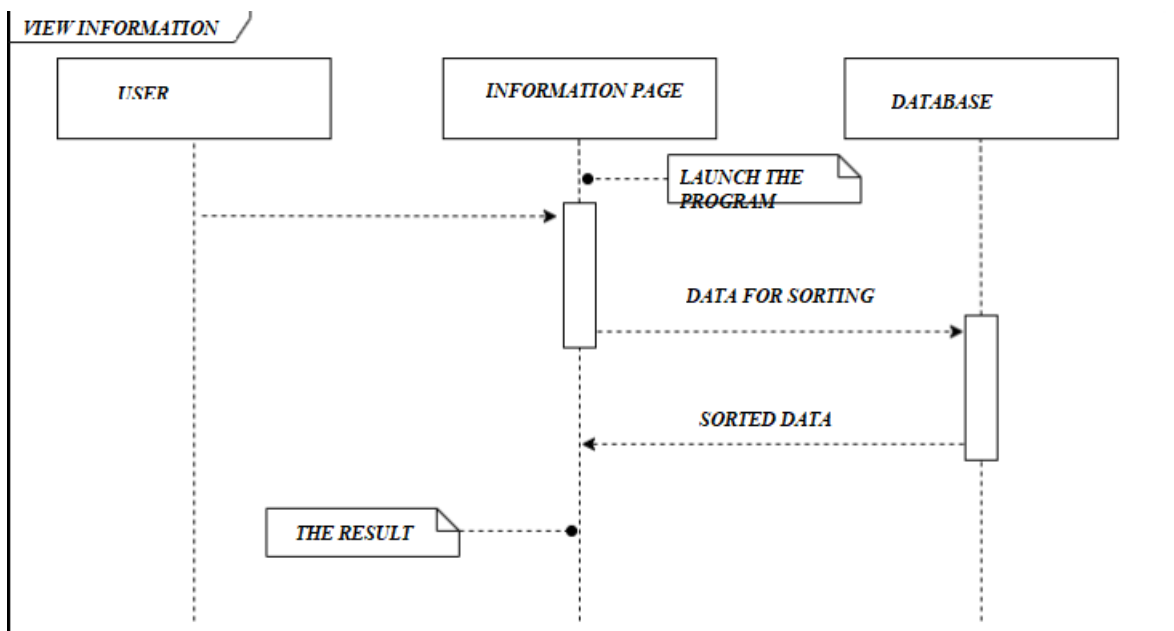 VIEW INFORMATION
USER
INFORMATION PAGE
DATABASE
LAUNCH THE
PROGRAM
DATA FOR SORTING
SORTED DATA
THE RESULT